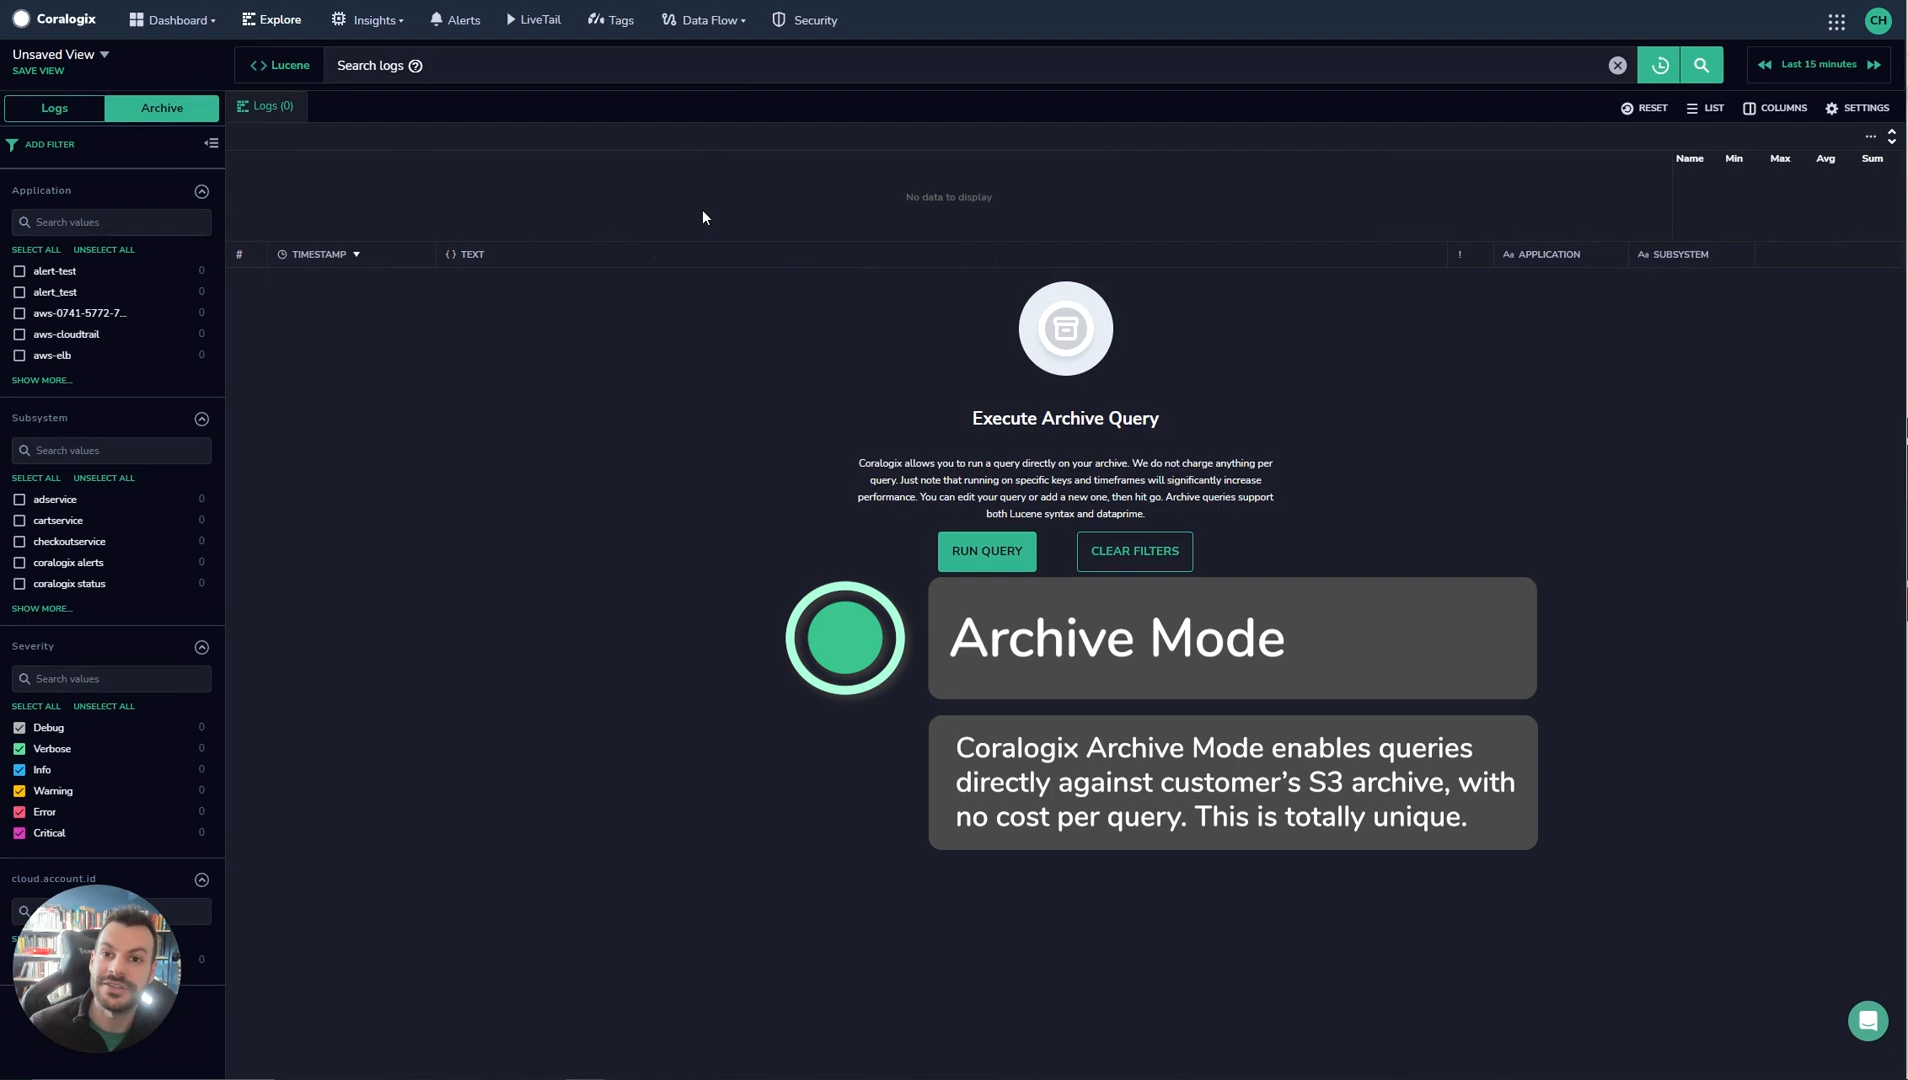 Coralogix
Dashboard
Explore
Insights
Alerts
LiveTail
Tags
Data Flow
Security
CH
Unsaved View
SAVE VIEW
Lucene
Search logs
Last 15 minutes
Logs
Archive
Logs (0)
RESET
LIST
COLUMNS
SETTINGS
ADD FILTER
...
Name Min Max Avg Sum
No data to display
# TIMESTAMP {} TEXT ! Aa APPLICATION Aa SUBSYSTEM
Application
Search values
SELECT ALL UNSELECT ALL
alert-test 0
alert_test 0
aws-0741-5772-7... 0
aws-cloudtrail 0
aws-elb 0
SHOW MORE...
Subsystem
Search values
SELECT ALL UNSELECT ALL
adservice 0
cartservice 0
checkoutservice 0
coralogix alerts 0
coralogix status 0
SHOW MORE...
Severity
Search values
SELECT ALL UNSELECT ALL
Debug 0
Verbose 0
Info 0
Warning 0
Error 0
Critical 0
cloud.account.id
0
Execute Archive Query
Coralogix allows you to run a query directly on your archive. We do not charge anything per
query. Just note that running on specific keys and timeframes will significantly increase
performance. You can edit your query or add a new one, then hit go. Archive queries support
both Lucene syntax and dataprime.
RUN QUERY
CLEAR FILTERS
Archive Mode
Coralogix Archive Mode enables queries
directly against customer's S3 archive, with
no cost per query. This is totally unique.